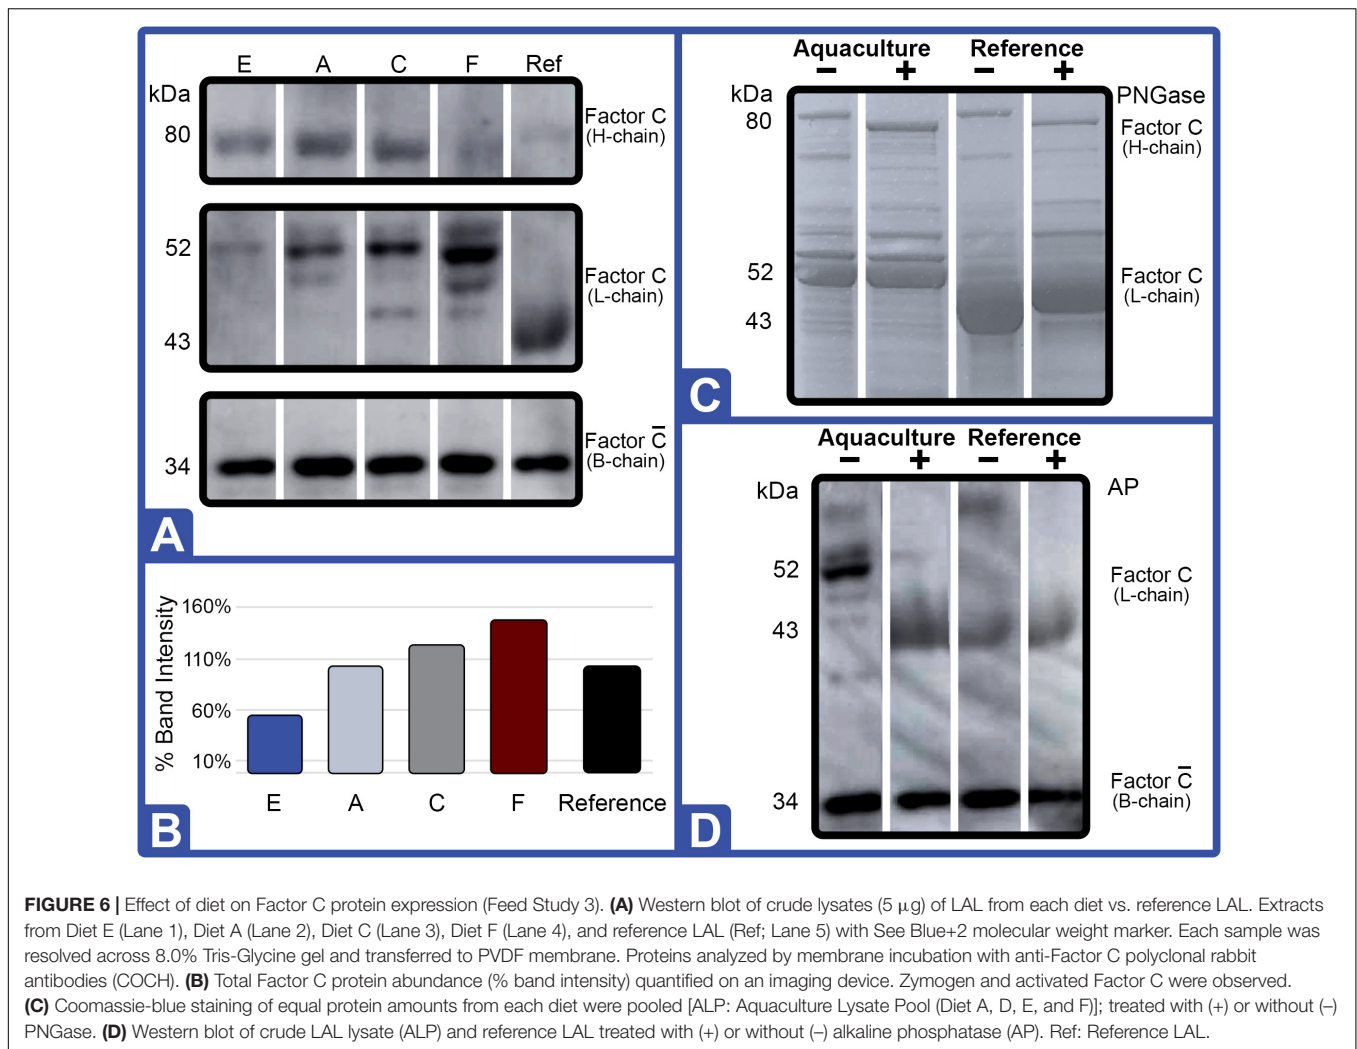 E A C F Ref
kDa
80
Factor C
(H-chain)
52
Factor C
(L-chain)
43
Factor C̅
(B-chain)
34
A
% Band Intensity
160%
110%
60%
10%
E A C F Reference
B
Aquaculture Reference
– + – +
kDa
PNGase
80
Factor C
(H-chain)
52
Factor C
(L-chain)
43
C
Aquaculture Reference
– + – +
kDa
AP
52
Factor C
(L-chain)
43
Factor C̅
(B-chain)
34
D
FIGURE 6 | Effect of diet on Factor C protein expression (Feed Study 3). (A) Western blot of crude lysates (5 μg) of LAL from each diet vs. reference LAL. Extracts
from Diet E (Lane 1), Diet A (Lane 2), Diet C (Lane 3), Diet F (Lane 4), and reference LAL (Ref; Lane 5) with See Blue+2 molecular weight marker. Each sample was
resolved across 8.0% Tris-Glycine gel and transferred to PVDF membrane. Proteins analyzed by membrane incubation with anti-Factor C polyclonal rabbit
antibodies (COCH). (B) Total Factor C protein abundance (% band intensity) quantified on an imaging device. Zymogen and activated Factor C were observed.
(C) Coomassie-blue staining of equal protein amounts from each diet were pooled [ALP: Aquaculture Lysate Pool (Diet A, D, E, and F)]; treated with (+) or without (–)
PNGase. (D) Western blot of crude LAL lysate (ALP) and reference LAL treated with (+) or without (–) alkaline phosphatase (AP). Ref: Reference LAL.